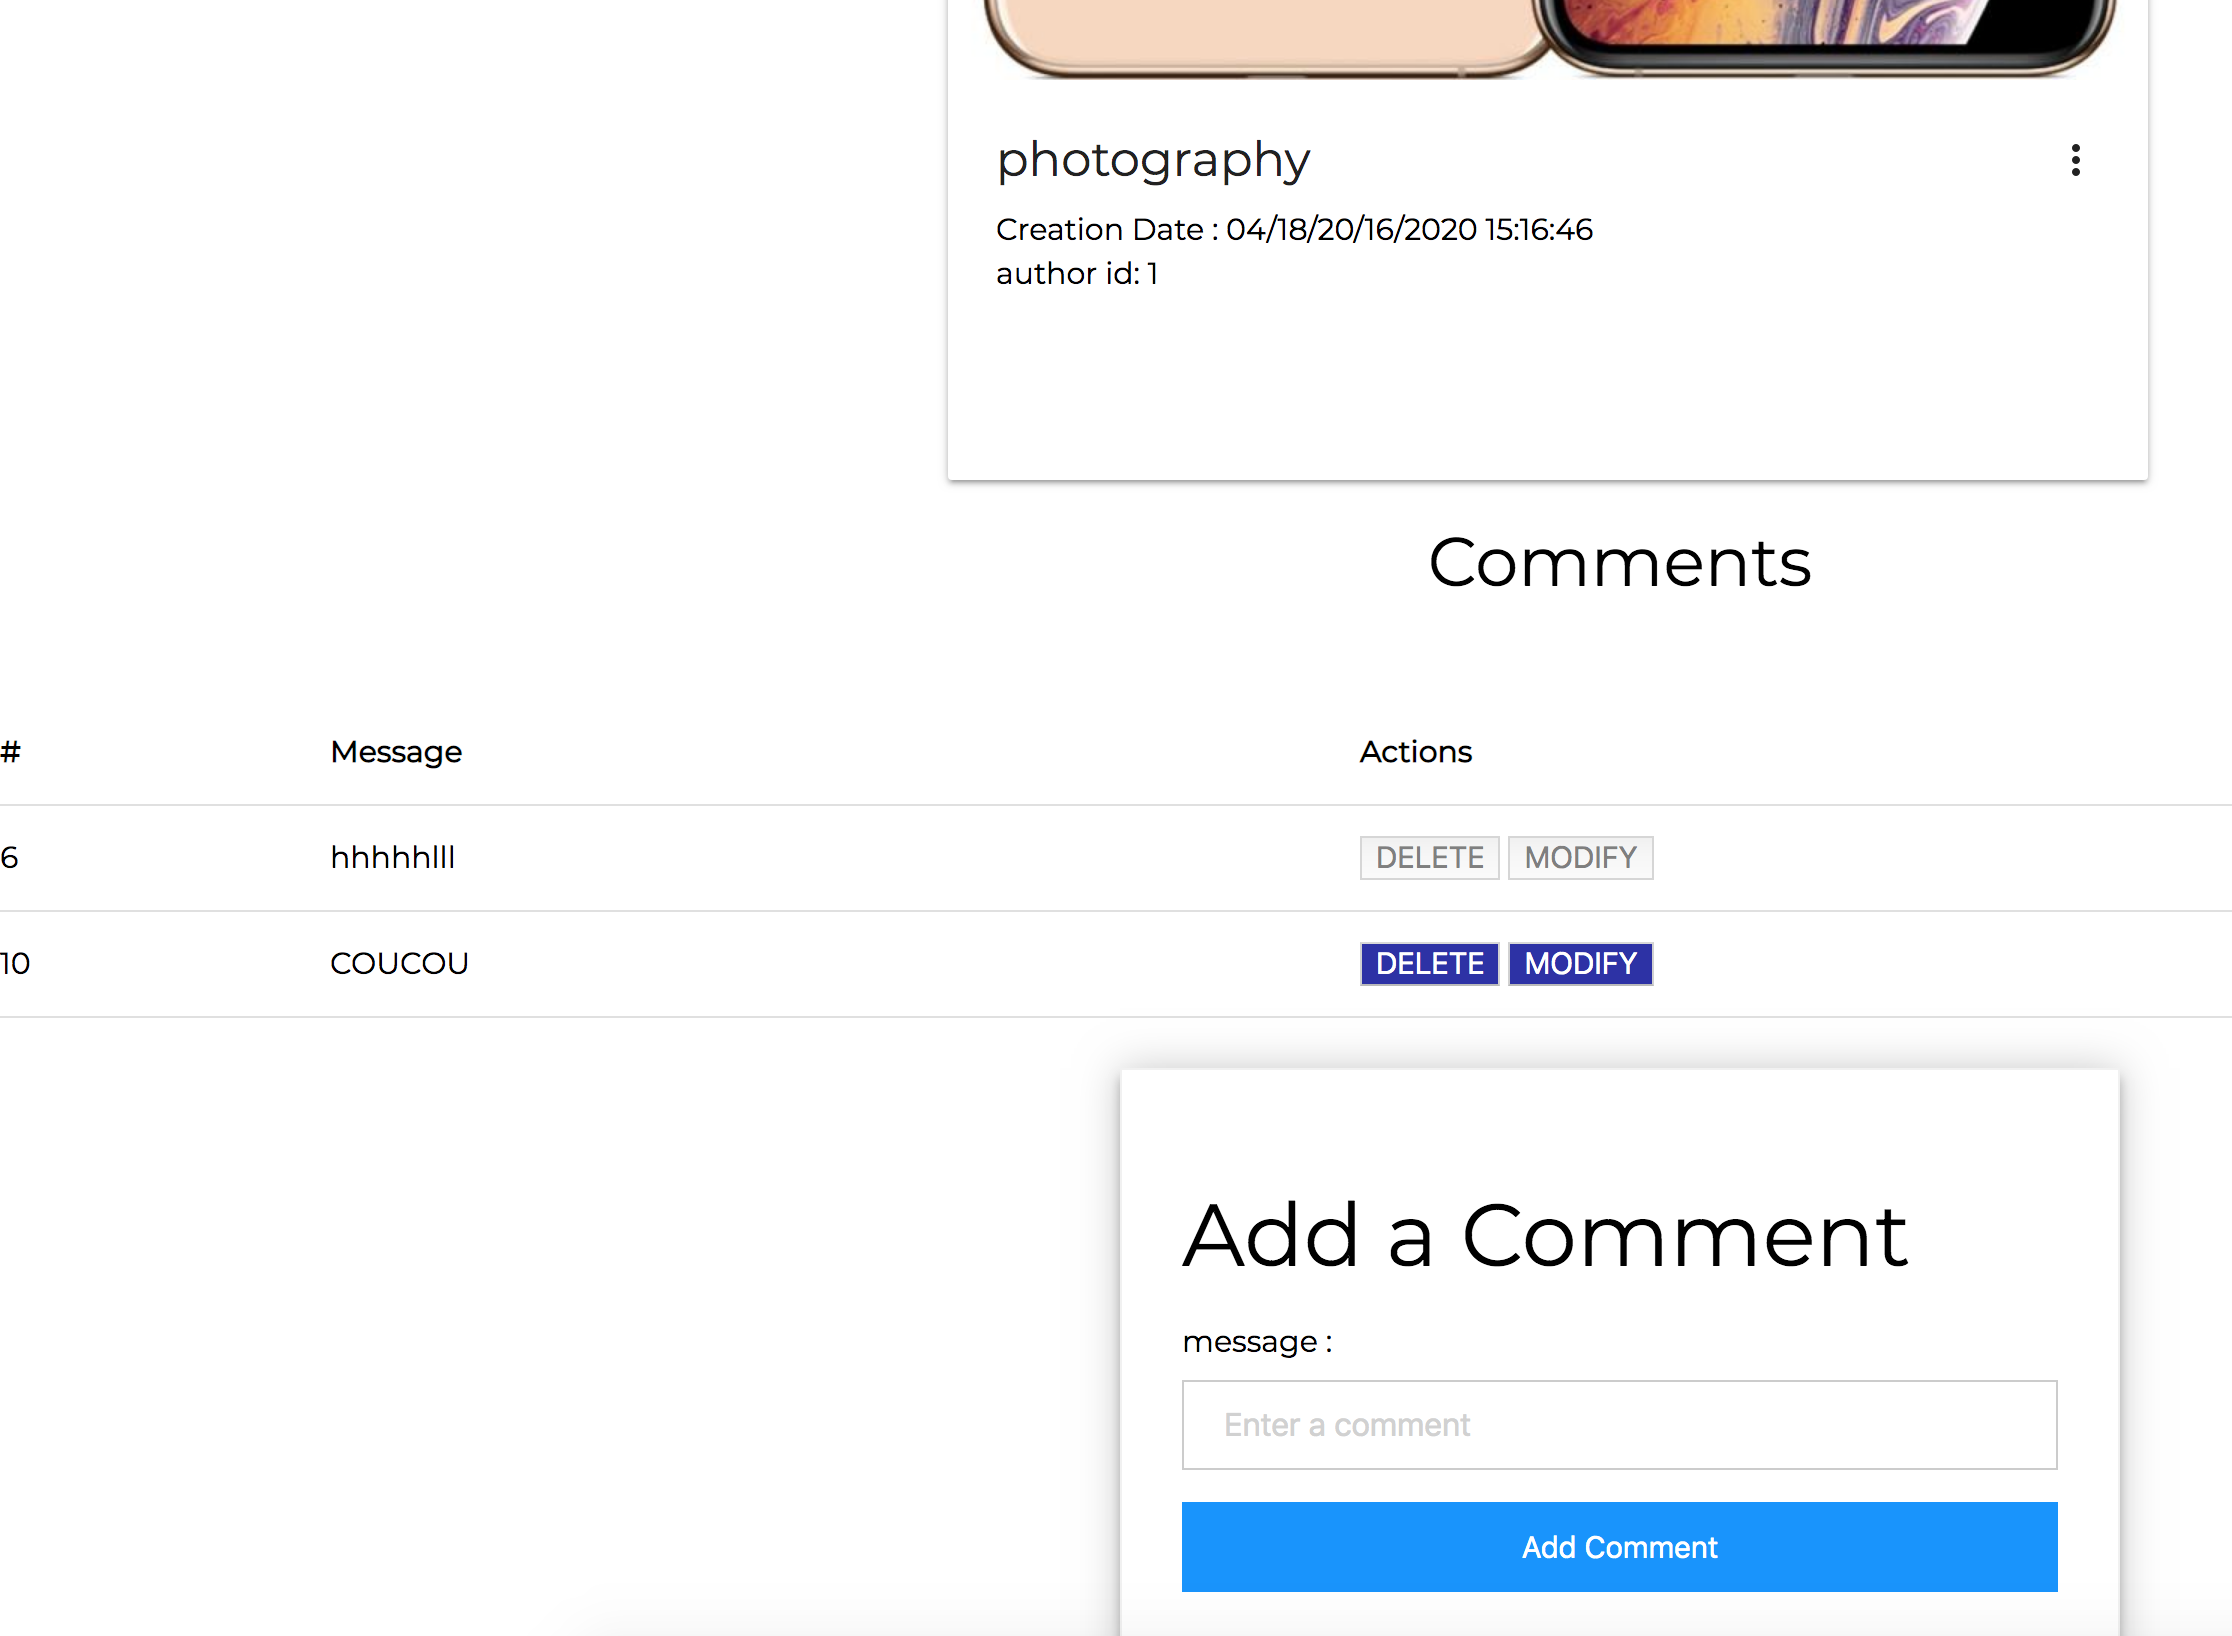 photography
Creation Date : 04/18/20/16/2020 15:16:46
author id: 1
Comments
# Message Actions
6 hhhhhlll DELETE MODIFY
10 COUCOU DELETE MODIFY
Add a Comment
message :
Enter a comment
Add Comment